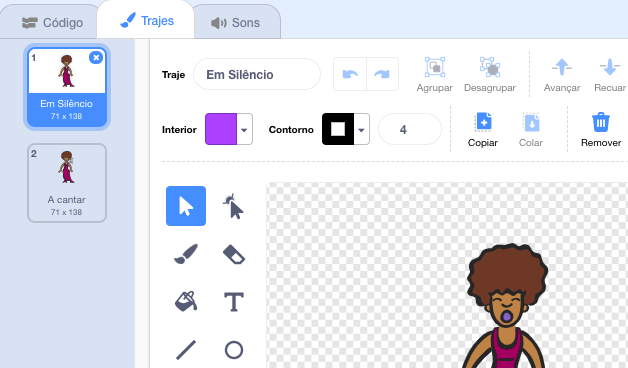 Código
Trajes
Sons
1
Em Silêncio
71 x 138
2
A cantar
71 x 138
Traje
Em Silêncio
Agrupar
Desagrupar
Avançar
Recuar
Interior
Contorno
4
Copiar
Colar
Remover
T